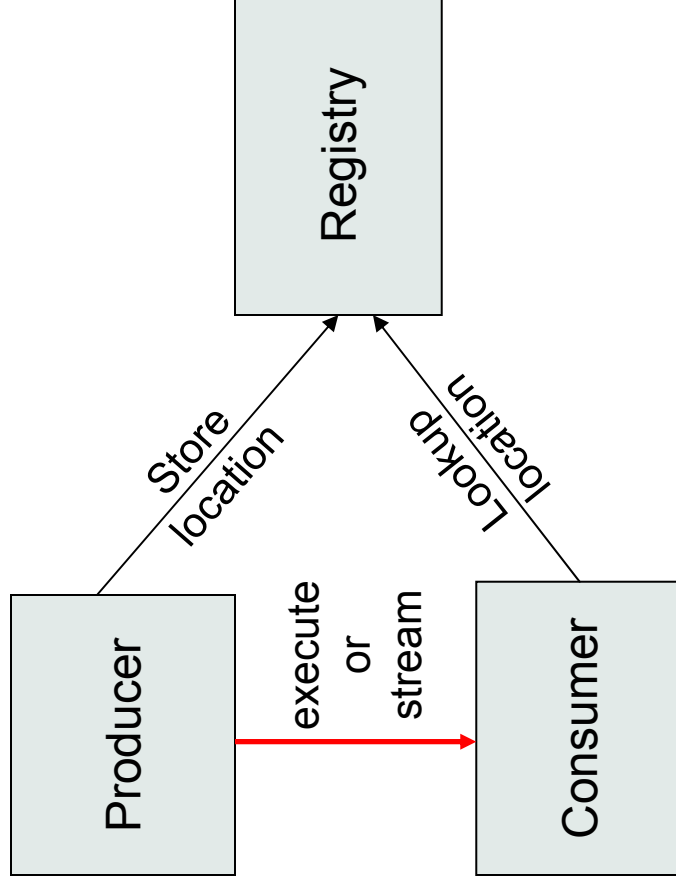 Producer
Store
location
Registry
execute
or
stream
Lookup
location
Consumer